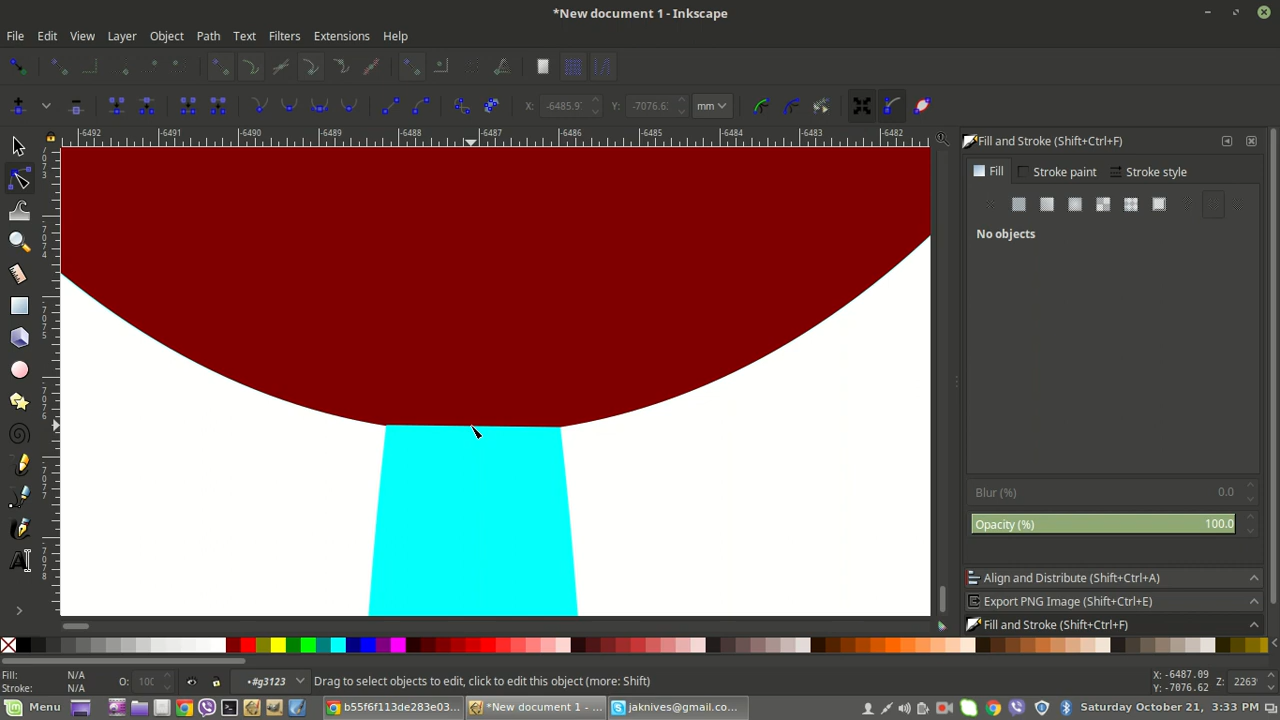 *New document 1 - Inkscape
File Edit View Layer Object Path Text Filters Extensions Help
X: -6485.9 Y: -7076.6 mm
-6492 -6491 -6490 -6489 -6488 -6487 -6486 -6485 -6484 -6483 -6482
Fill and Stroke (Shift+Ctrl+F)
Fill Stroke paint Stroke style
No objects
Blur (%) 0.0
Opacity (%) 100.0
Align and Distribute (Shift+Ctrl+A)
Export PNG Image (Shift+Ctrl+E)
Fill and Stroke (Shift+Ctrl+F)
Fill: N/A
Stroke: N/A
O: 100
•#g3123
Drag to select objects to edit, click to edit this object (more: Shift)
X: -6487.09
Y: -7076.62
Z: 2263
Menu
b55f6f113de283e03...
*New document 1 - ...
jaknives@gmail.co...
Saturday October 21, 3:33 PM